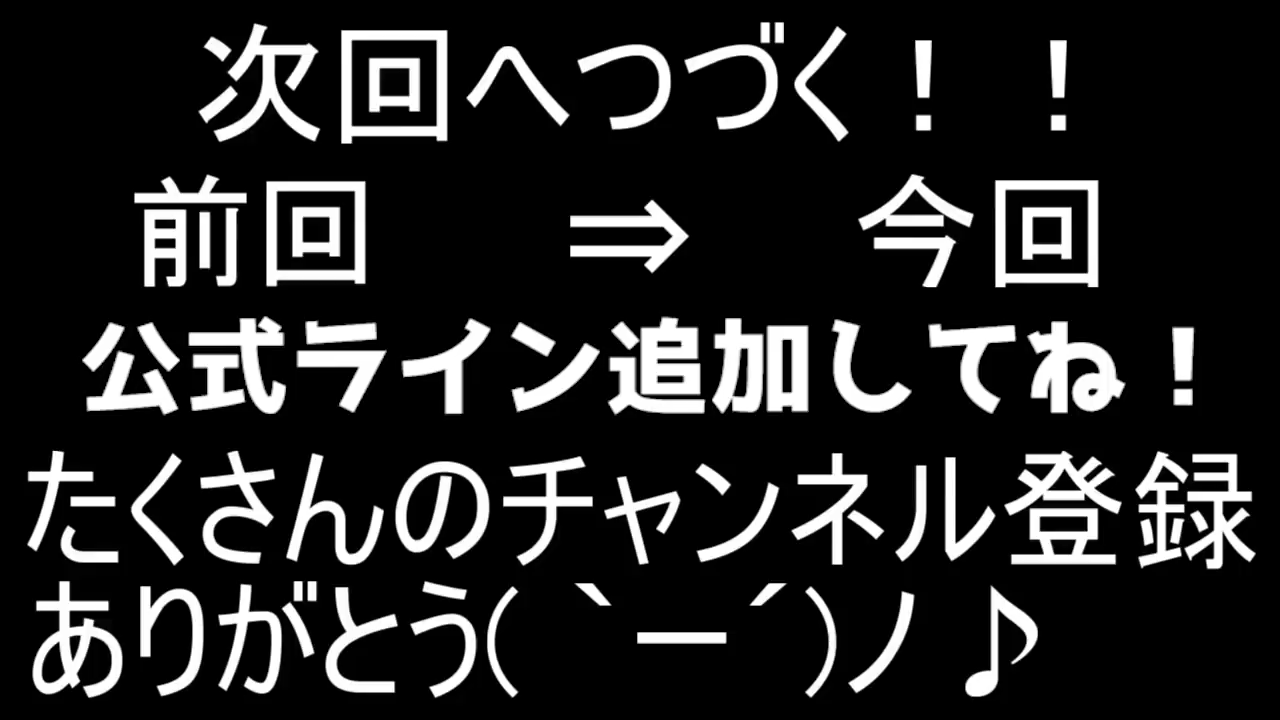 次回へつづく！！
前回　⇒　今回
公式ライン追加してね！
たくさんのチャンネル登録
ありがとう(｀ー´)ノ♪